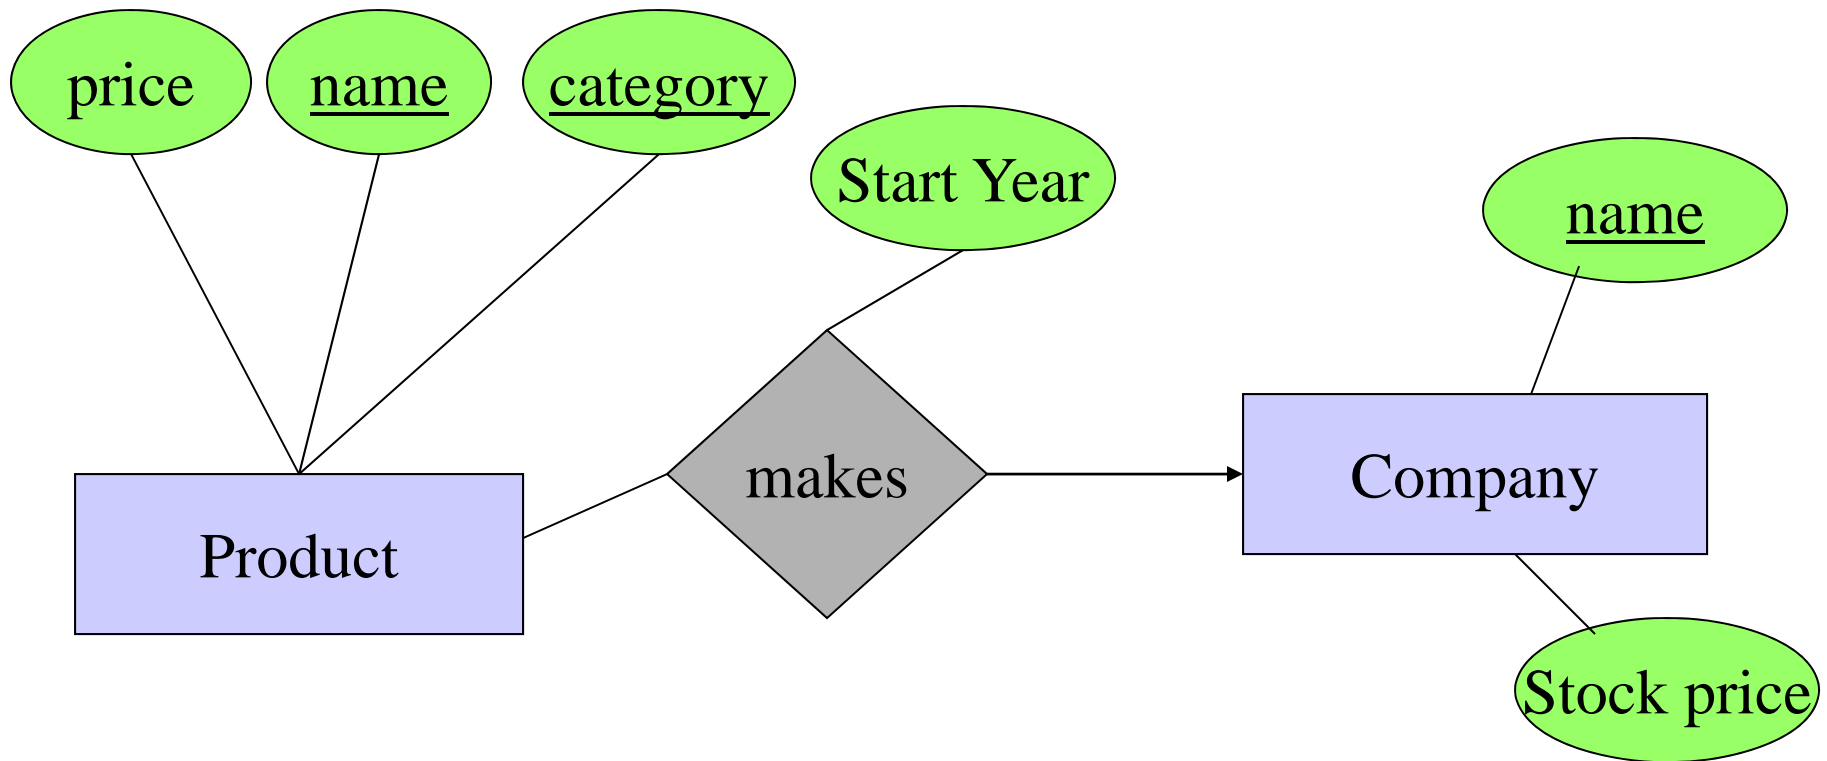 price
name
category
Start Year
name
makes
Company
Product
Stock price